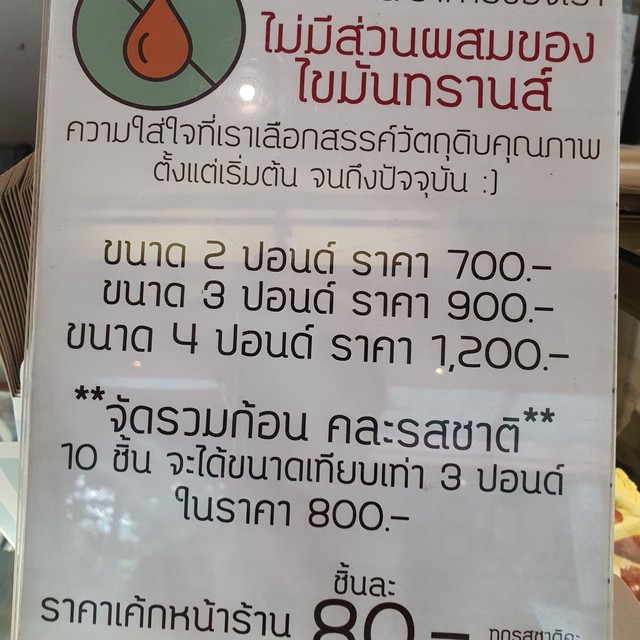 ไม่มีส่วนผสมของ
ไขมันทรานส์
ความใส่ใจที่เราเลือกสรรค์วัตถุดิบคุณภาพ
ตั้งแต่เริ่มต้น จนถึงปัจจุบัน :)
ขนาด 2 ปอนด์ ราคา 700.-
ขนาด 3 ปอนด์ ราคา 900.-
ขนาด 4 ปอนด์ ราคา 1,200.-
**จัดรวมก้อน คละรสชาติ**
10 ชิ้น จะได้ขนาดเทียบเท่า 3 ปอนด์
ในราคา 800.-
ชิ้นละ
ราคาเค้กหน้าร้าน 80.-